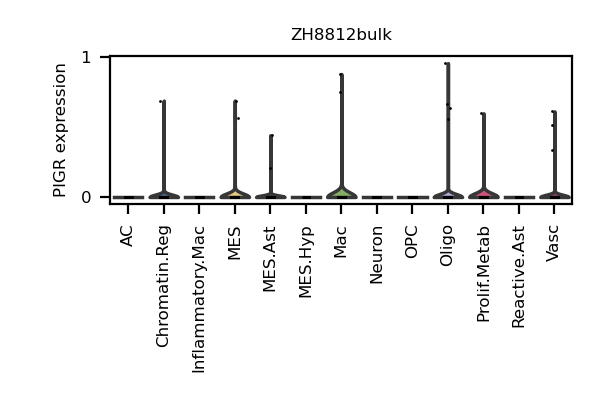 ZH8812bulk
PIGR expression
1
0
AC
Chromatin.Reg
Inflammatory.Mac
MES
MES.Ast
MES.Hyp
Mac
Neuron
OPC
Oligo
Prolif.Metab
Reactive.Ast
Vasc